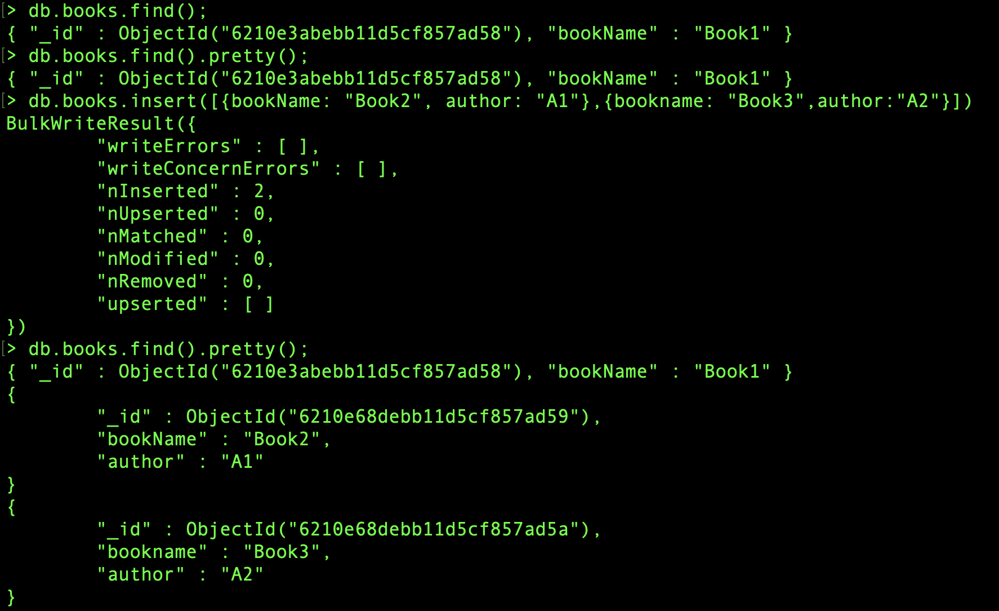 > db.books.find();
{ "_id" : ObjectId("6210e3abebb11d5cf857ad58"), "bookName" : "Book1" }
> db.books.find().pretty();
{ "_id" : ObjectId("6210e3abebb11d5cf857ad58"), "bookName" : "Book1" }
> db.books.insert([{bookName: "Book2", author: "A1"},{bookname: "Book3",author:"A2"}])
BulkWriteResult({
        "writeErrors" : [ ],
        "writeConcernErrors" : [ ],
        "nInserted" : 2,
        "nUpserted" : 0,
        "nMatched" : 0,
        "nModified" : 0,
        "nRemoved" : 0,
        "upserted" : [ ]
})
> db.books.find().pretty();
{ "_id" : ObjectId("6210e3abebb11d5cf857ad58"), "bookName" : "Book1" }
{
        "_id" : ObjectId("6210e68debb11d5cf857ad59"),
        "bookName" : "Book2",
        "author" : "A1"
}
{
        "_id" : ObjectId("6210e68debb11d5cf857ad5a"),
        "bookname" : "Book3",
        "author" : "A2"
}